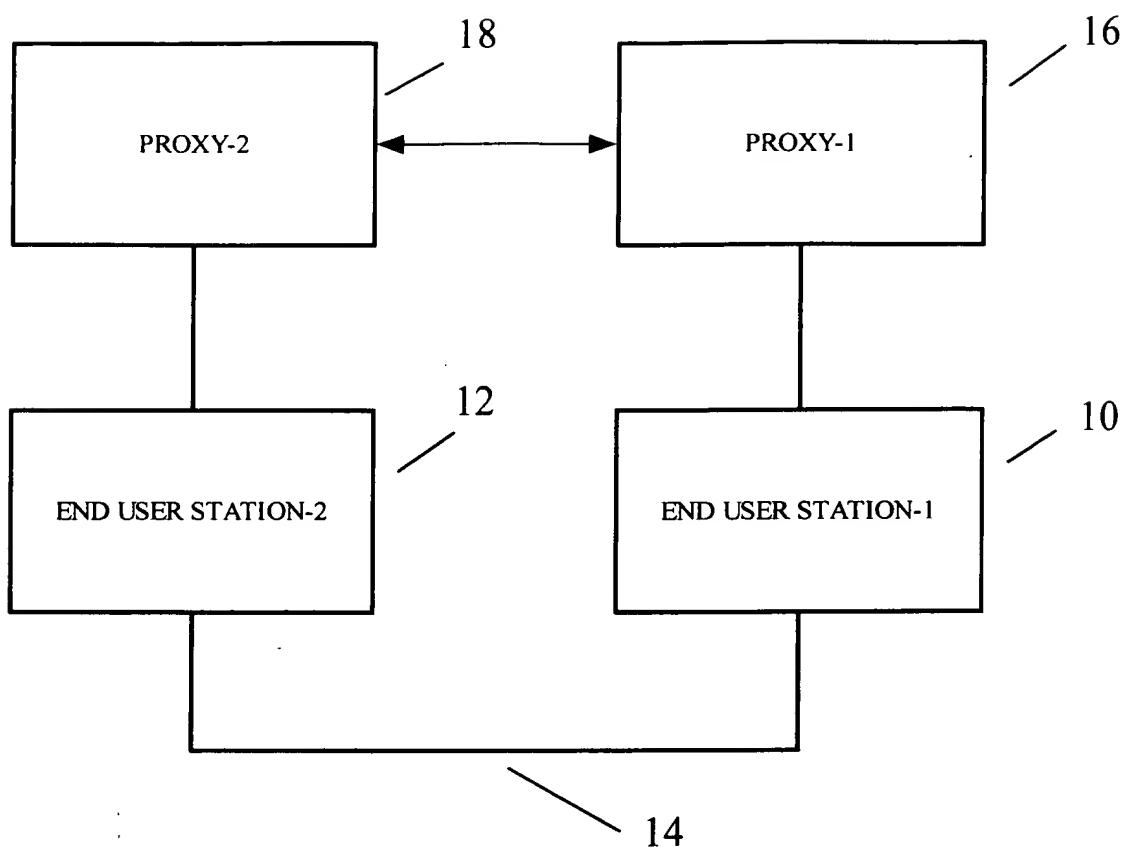 18
16
PROXY-2
PROXY-1
12
10
END USER STATION-2
END USER STATION-1
14